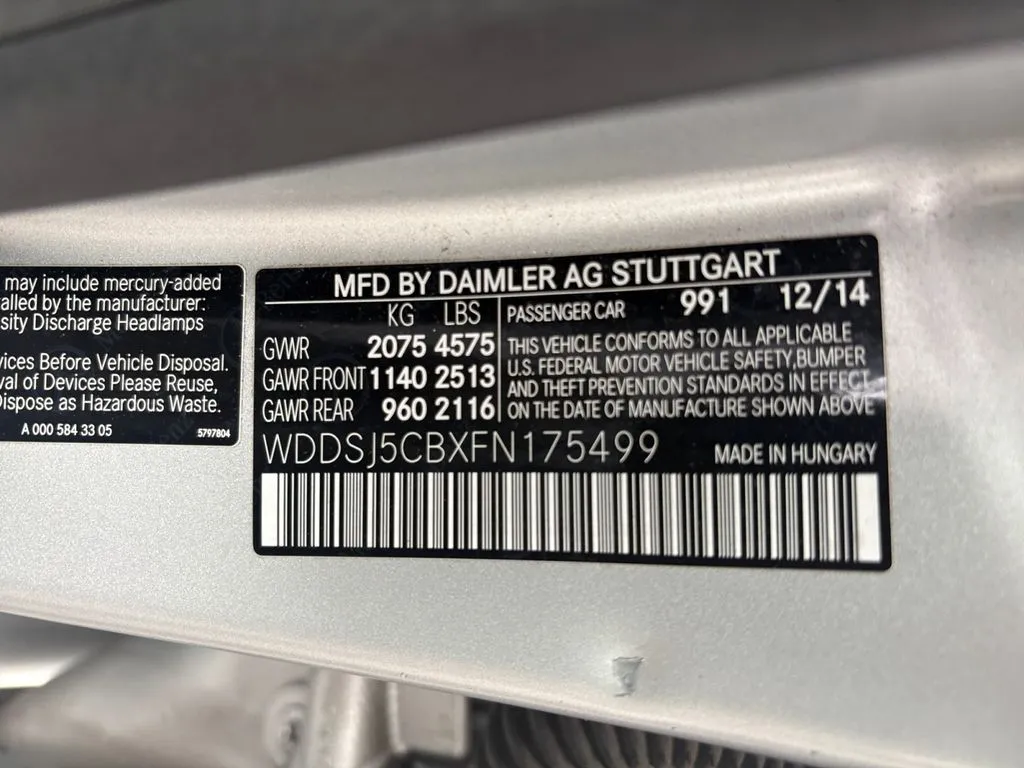 may include mercury-added
alled by the manufacturer:
sity Discharge Headlamps
vices Before Vehicle Disposal.
val of Devices Please Reuse,
Dispose as Hazardous Waste.
A 000 584 33 05 5797804
MFD BY DAIMLER AG STUTTGART
KG LBS
GWWR 2075 4575
GAWR FRONT 1140 2513
GAWR REAR 960 2116
PASSENGER CAR 991 12/14
THIS VEHICLE CONFORMS TO ALL APPLICABLE
U.S. FEDERAL MOTOR VEHICLE SAFETY,BUMPER
AND THEFT PREVENTION STANDARDS IN EFFECT
ON THE DATE OF MANUFACTURE SHOWN ABOVE
WDDSJ5CBXFN175499 MADE IN HUNGARY